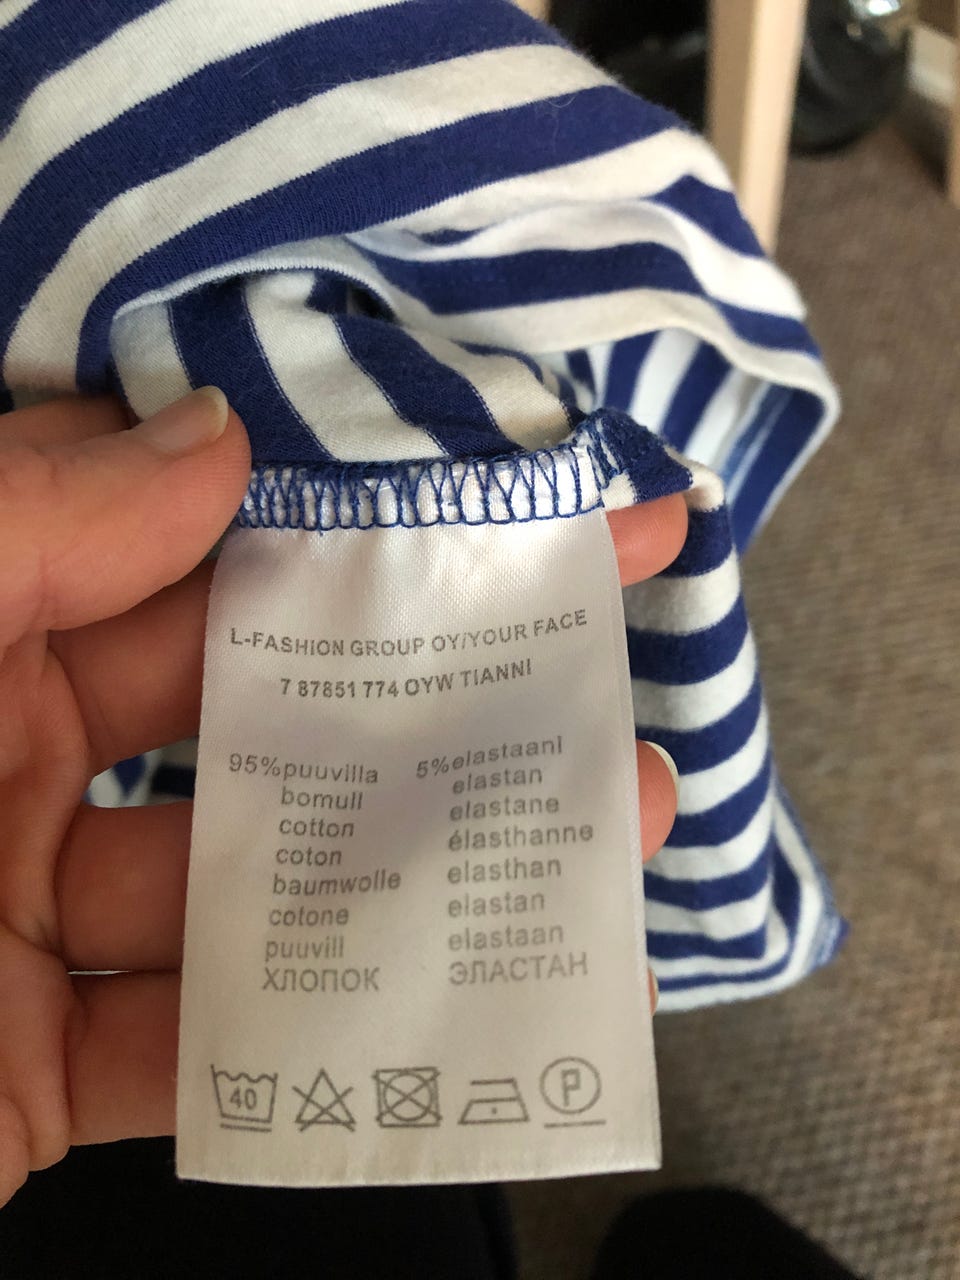 L-FASHION GROUP OY/YOUR FACE
7 87851 774 OYW TIANNI
95%puuvilla 5%elastaani
bomull elastan
cotton elastane
coton élasthanne
baumwolle elasthan
cotone elastan
puuvill elastaan
ХЛОПОК ЭЛАСТАН
40 P